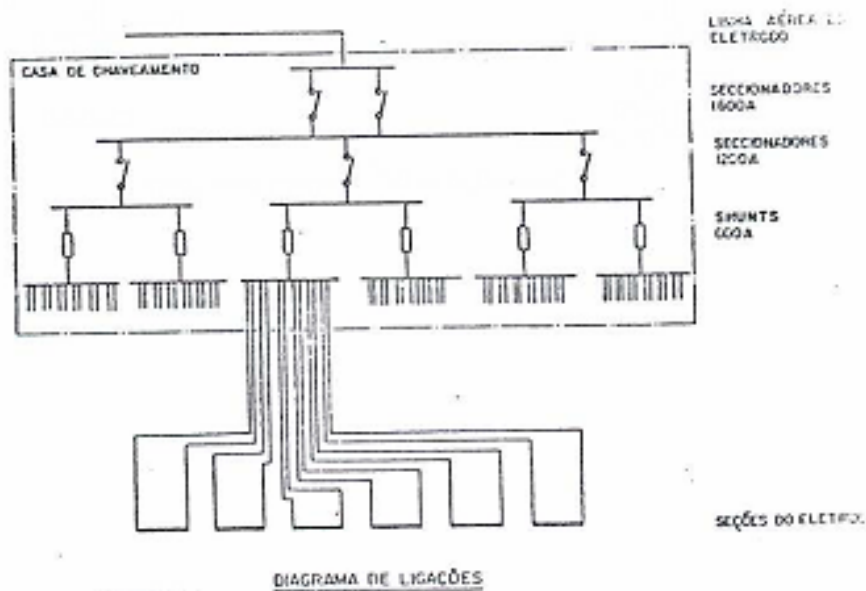 LINHA AÉREA
ELETRODO
CASA DE CHAVEAMENTO
SECCIONADORES
1600A
SECCIONADORES
1200A
SHUNTS
600A
SEÇÕES DO
DIAGRAMA DE LIGAÇÕES